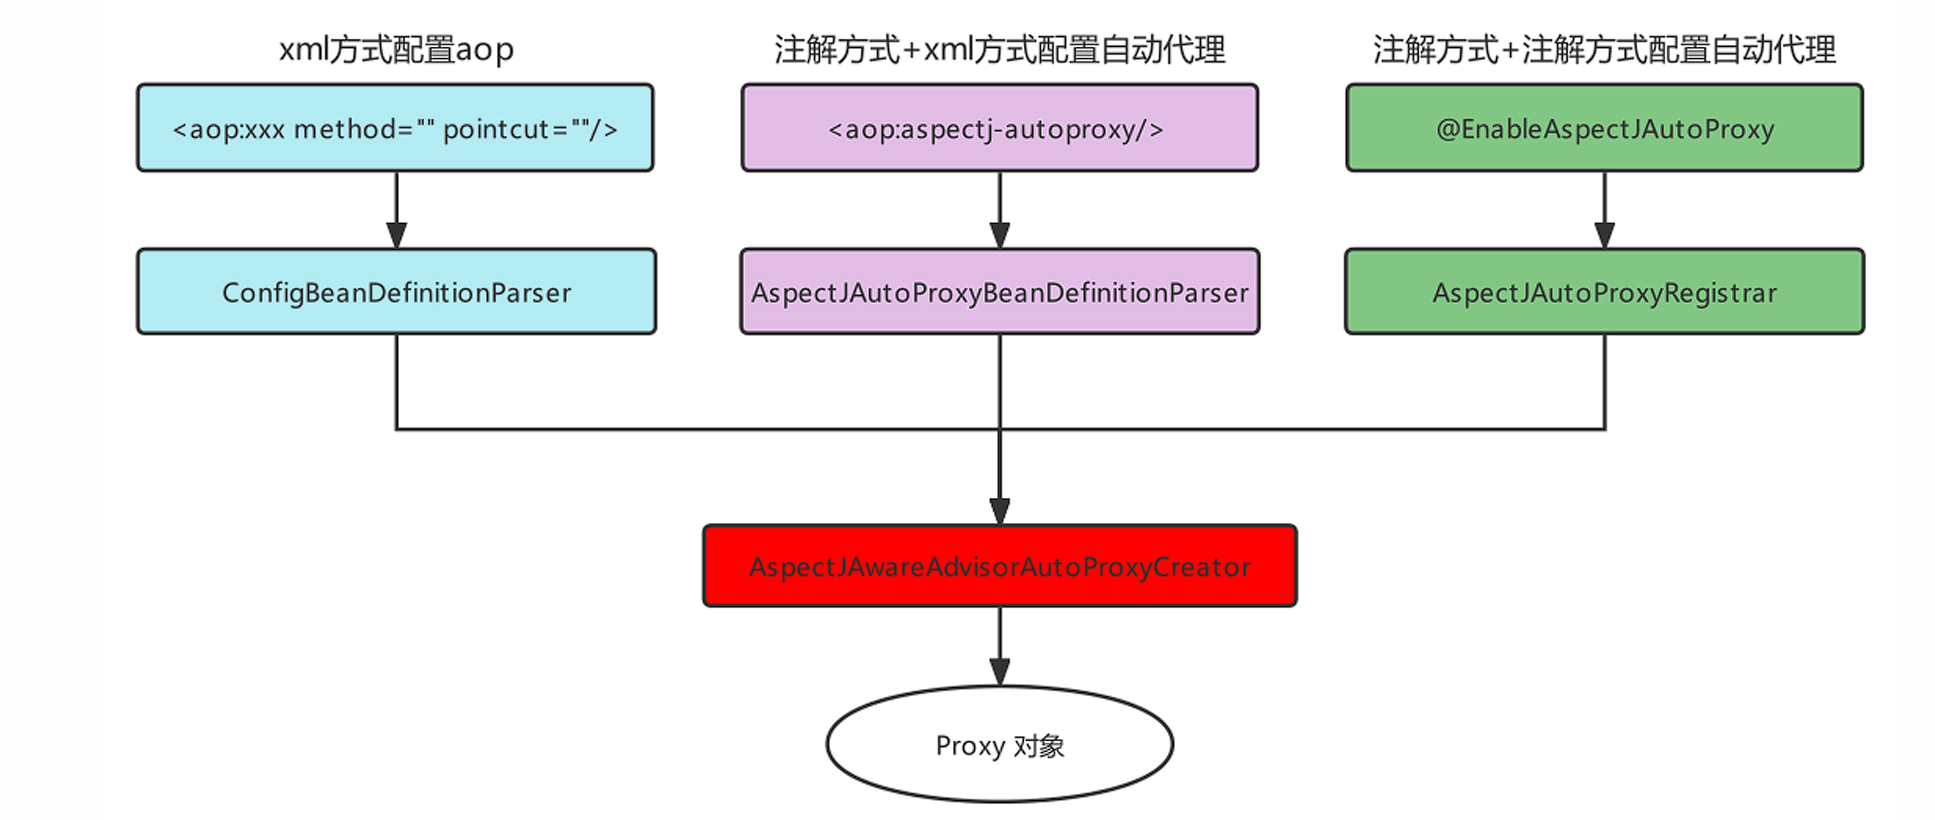 xml方式配置aop
注解方式+xml方式配置自动代理
注解方式+注解方式配置自动代理
<aop:xxx method="" pointcut=""/>
<aop:aspectj-autoproxy/>
@EnableAspectJAutoProxy
ConfigBeanDefinitionParser
AspectJAutoProxyBeanDefinitionParser
AspectJAutoProxyRegistrar
AspectJAwareAdvisorAutoProxyCreator
Proxy 对象